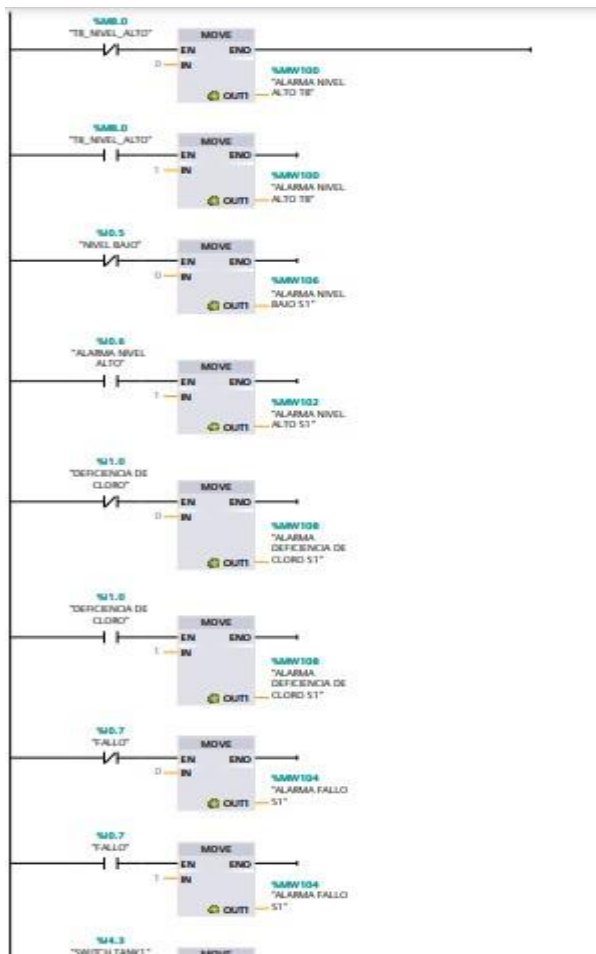 %M8.0
"T8_NIVEL_ALTO"
MOVE
EN ENO
0 IN
%MW100
"ALARMA NIVEL
OUT1 ALTO T8"
%M8.0
"T8_NIVEL_ALTO"
MOVE
EN ENO
1 IN
%MW100
"ALARMA NIVEL
OUT1 ALTO T8"
%I0.5
"NIVEL BAJO"
MOVE
EN ENO
0 IN
%MW106
"ALARMA NIVEL
OUT1 BAJO S1"
%I0.6
"ALARMA NIVEL
ALTO"
MOVE
EN ENO
1 IN
%MW102
"ALARMA NIVEL
OUT1 ALTO S1"
%I1.0
"DEFICIENCIA DE
CLORO"
MOVE
EN ENO
0 IN
%MW108
"ALARMA
DEFICIENCIA DE
OUT1 CLORO S1"
%I1.0
"DEFICIENCIA DE
CLORO"
MOVE
EN ENO
1 IN
%MW108
"ALARMA
DEFICIENCIA DE
OUT1 CLORO S1"
%I0.7
"FALLO"
MOVE
EN ENO
0 IN
%MW104
"ALARMA FALLO
OUT1 S1"
%I0.7
"FALLO"
MOVE
EN ENO
1 IN
%MW104
"ALARMA FALLO
OUT1 S1"
%I4.3
"SWITCH TANK1"
MOVE